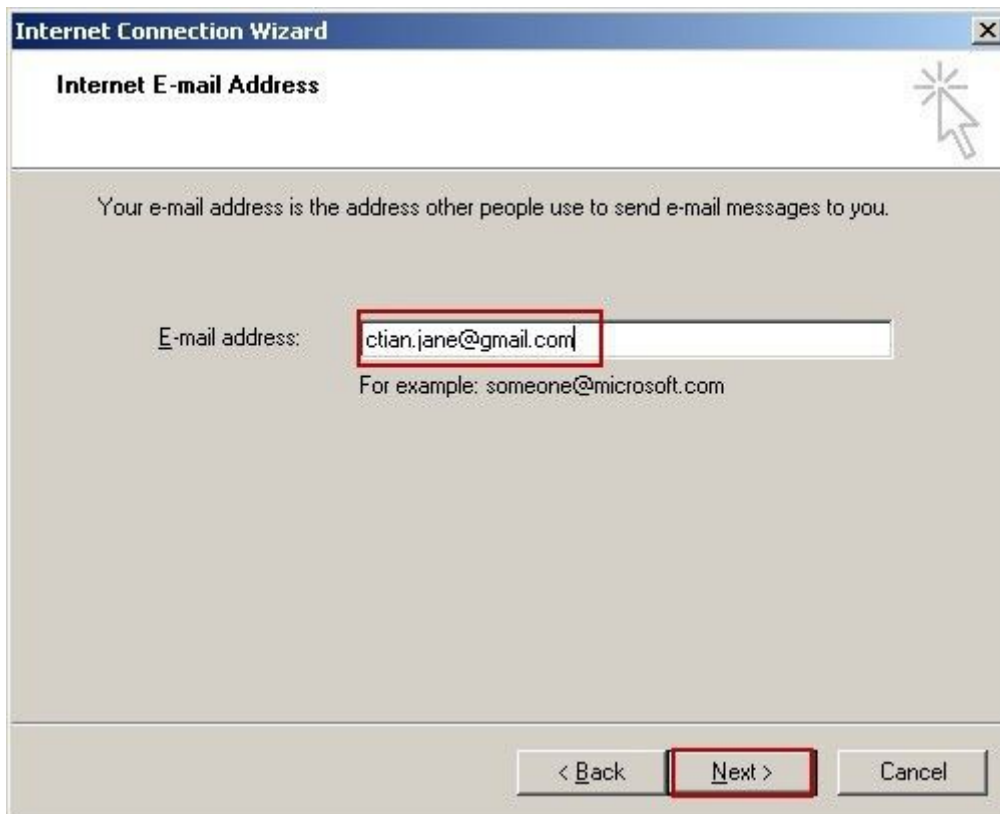 Internet Connection Wizard
Internet E-mail Address
Your e-mail address is the address other people use to send e-mail messages to you.
E-mail address: ctian.jane@gmail.com
For example: someone@microsoft.com
< Back Next > Cancel